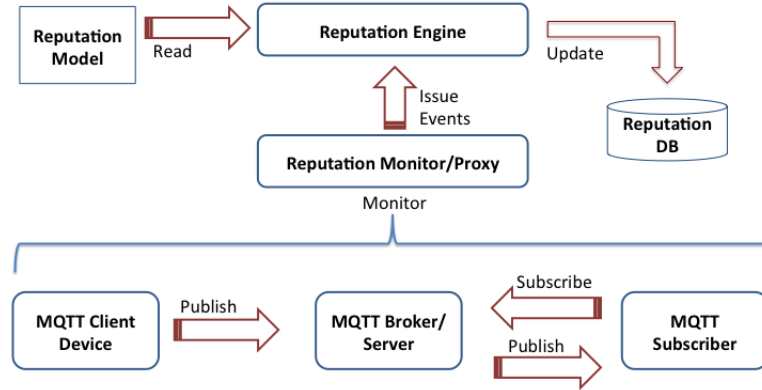 Reputation
Model
Read
Reputation Engine
Update
Issue
Events
Reputation
DB
Reputation Monitor/Proxy
Monitor
MQTT Client
Device
Publish
MQTT Broker/
Server
Subscribe
Publish
MQTT
Subscriber